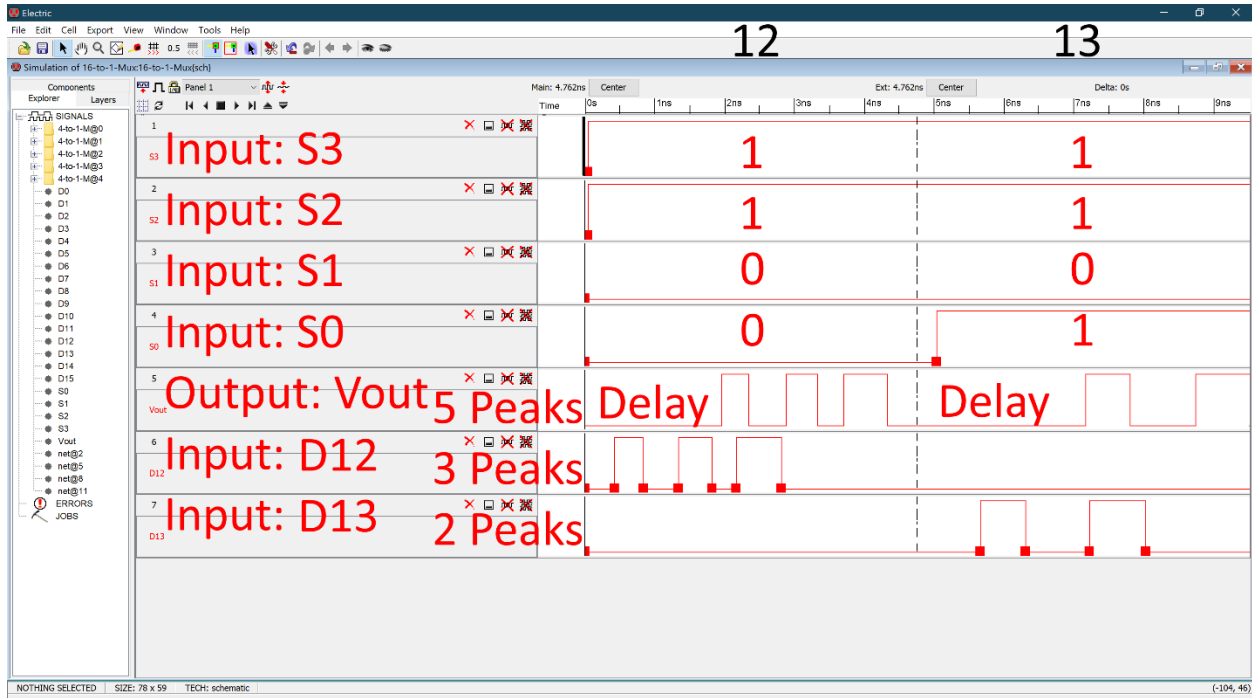 Electric
File Edit Cell Export View Window Tools Help
0.5
12 13
Simulation of 16-to-1-Mux:16-to-1-Mux{sch}
Components
Explorer Layers
Panel 1
Main: 4.762ns Center Ext: 4.762ns Center Delta: 0s
Time 0s 1ns 2ns 3ns 4ns 5ns 6ns 7ns 8ns 9ns
SIGNALS
4-to-1-M@0
4-to-1-M@1
4-to-1-M@2
4-to-1-M@3
4-to-1-M@4
D0
D1
D2
D3
D4
D5
D6
D7
D8
D9
D10
D11
D12
D13
D14
D15
S0
S1
S2
S3
Vout
net@2
net@5
net@8
net@11
ERRORS
JOBS
1
S3 Input: S3 1 1
2
S2 Input: S2 1 1
3
S1 Input: S1 0 0
4
S0 Input: S0 0 1
5
Vout Output: Vout 5 Peaks Delay Delay
6
D12 Input: D12 3 Peaks
7
D13 Input: D13 2 Peaks
NOTHING SELECTED SIZE: 78 x 59 TECH: schematic (-104, 46)